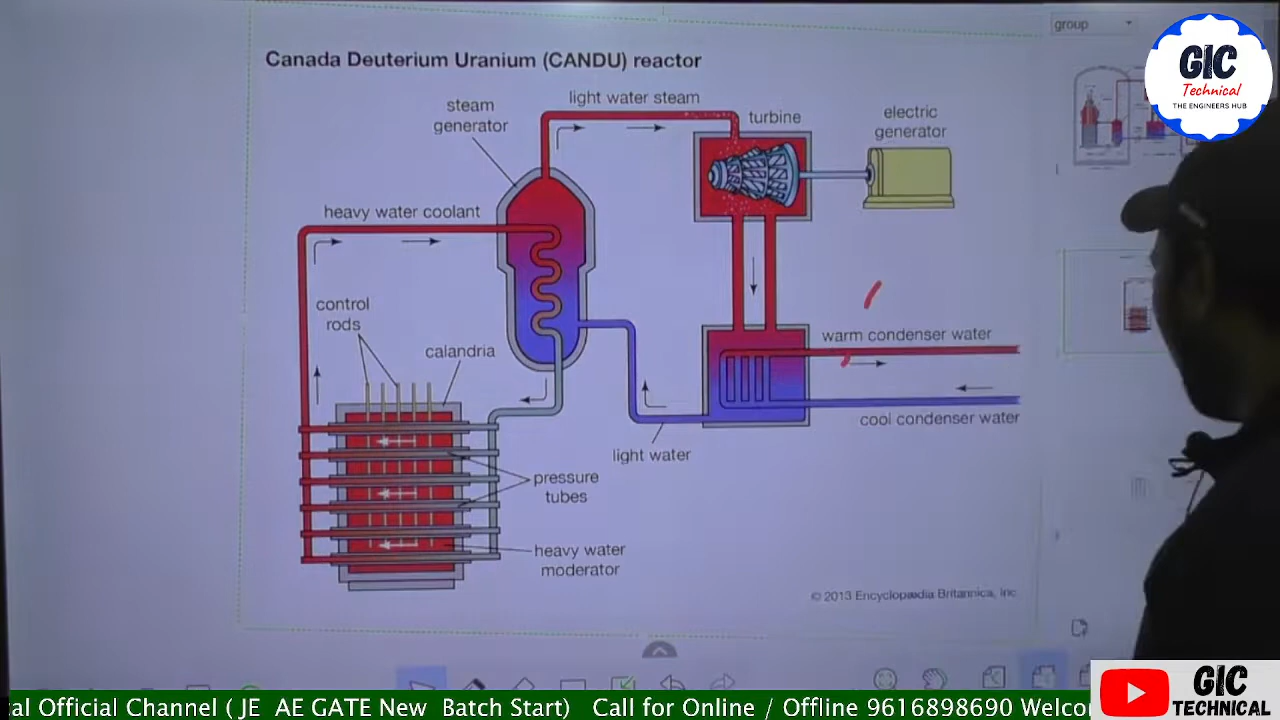 group
GIC
Technical
THE ENGINEERS HUB
Canada Deuterium Uranium (CANDU) reactor
steam
generator
light water steam
turbine
electric
generator
heavy water coolant
control
rods
calandria
warm condenser water
cool condenser water
light water
pressure
tubes
heavy water
moderator
© 2013 Encyclopædia Britannica, Inc
GIC
TECHNICAL
al Official Channel ( JE AE GATE New Batch Start) Call for Online / Offline 9616898690 Welco